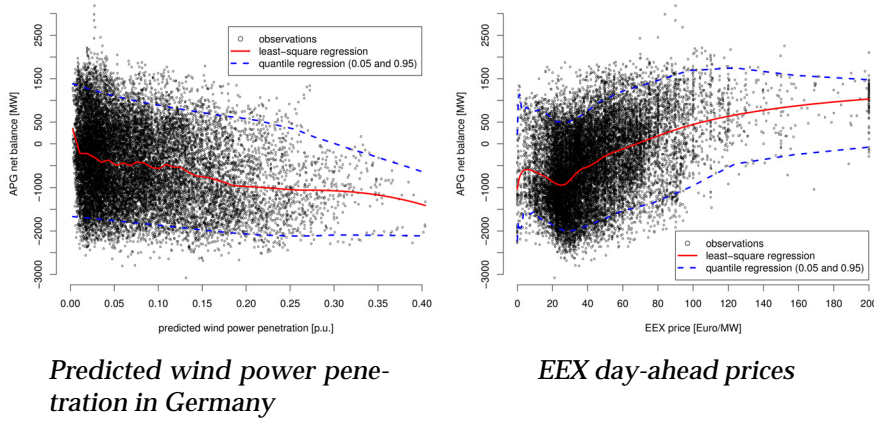 2500
1500
500
0
−1000
−2000
−3000
APG net balance [MW]
observations
least−square regression
quantile regression (0.05 and 0.95)
0.00 0.05 0.10 0.15 0.20 0.25 0.30 0.35 0.40
predicted wind power penetration [p.u.]
2500
1500
500
0
−1000
−2000
−3000
APG net balance [MW]
observations
least−square regression
quantile regression (0.05 and 0.95)
0 20 40 60 80 100 120 140 160 180 200
EEX price [Euro/MW]
Predicted wind power pene-
tration in Germany
EEX day-ahead prices